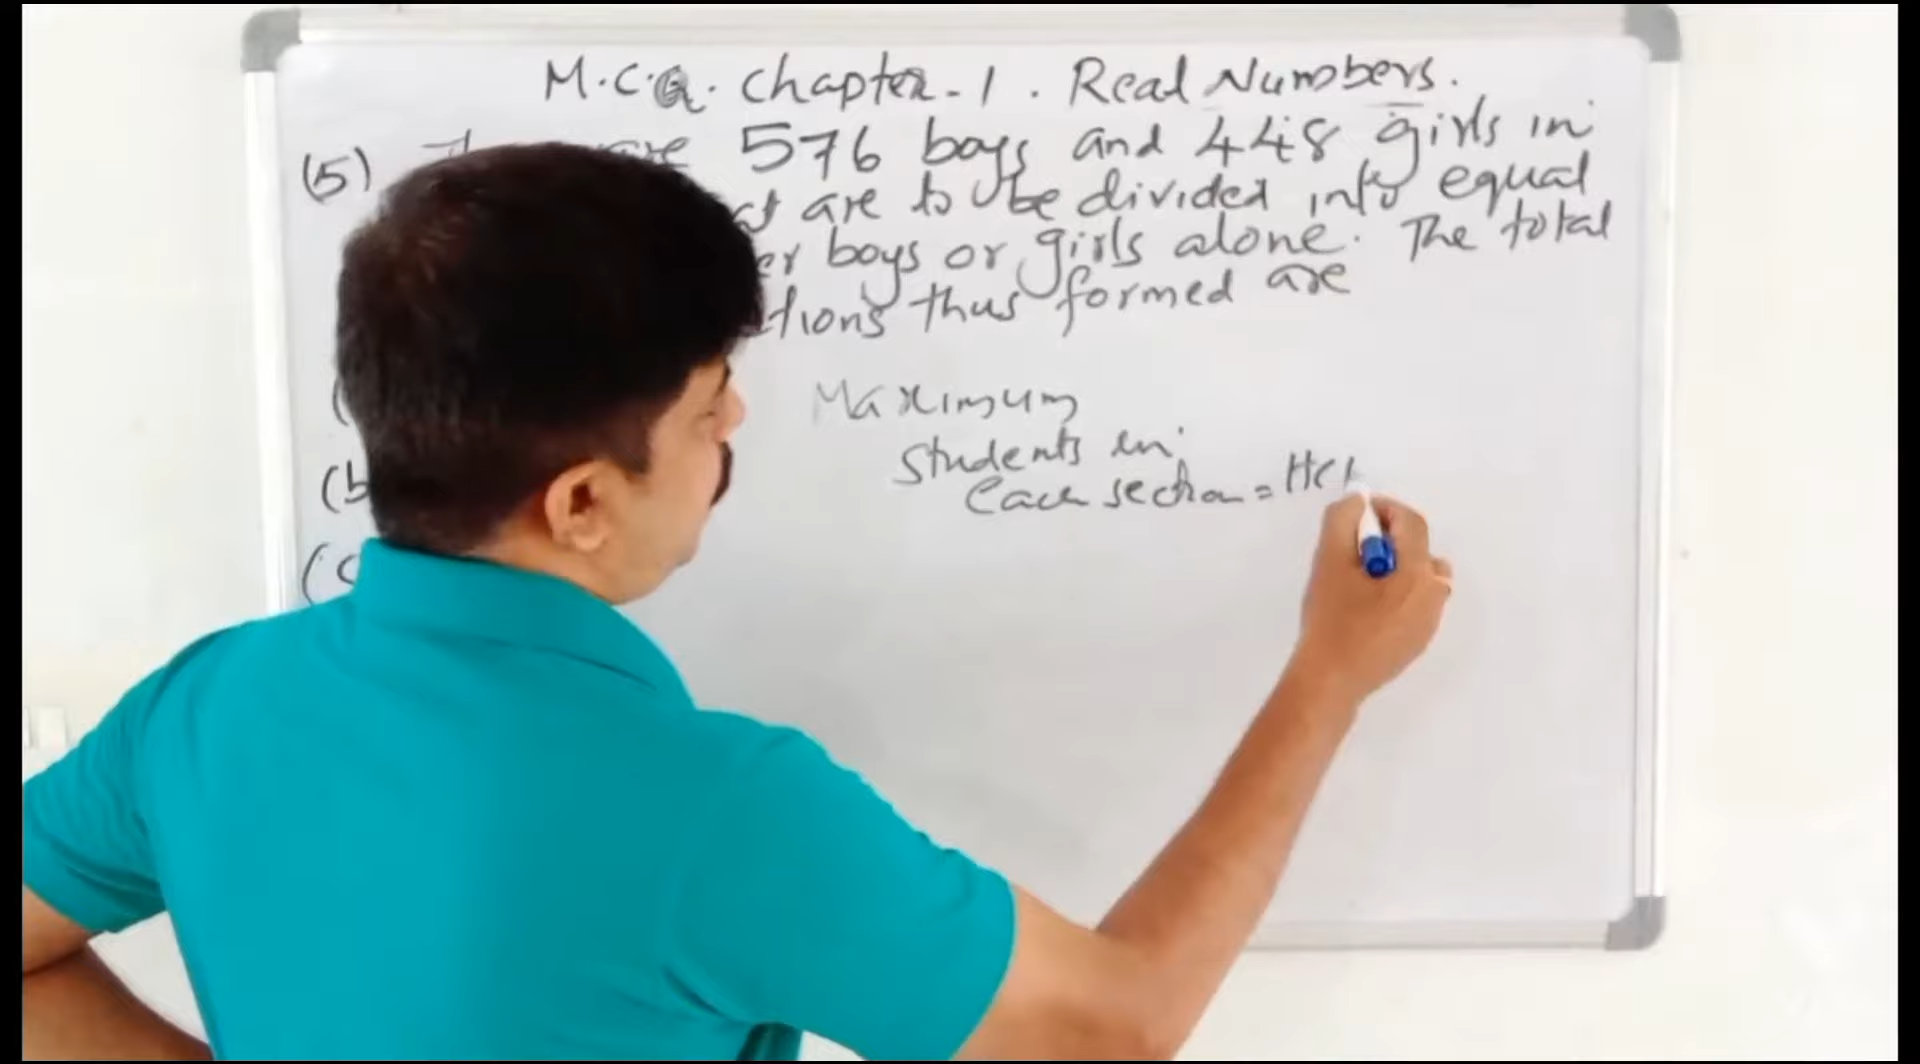 M.C.Q. Chapter-1. Real Numbers.
(5) 576 boys and 448 girls in
are to be divided into equal
boys or girls alone. The total
thus formed are
Maximum
Students in
each section = HCF
(b
(c